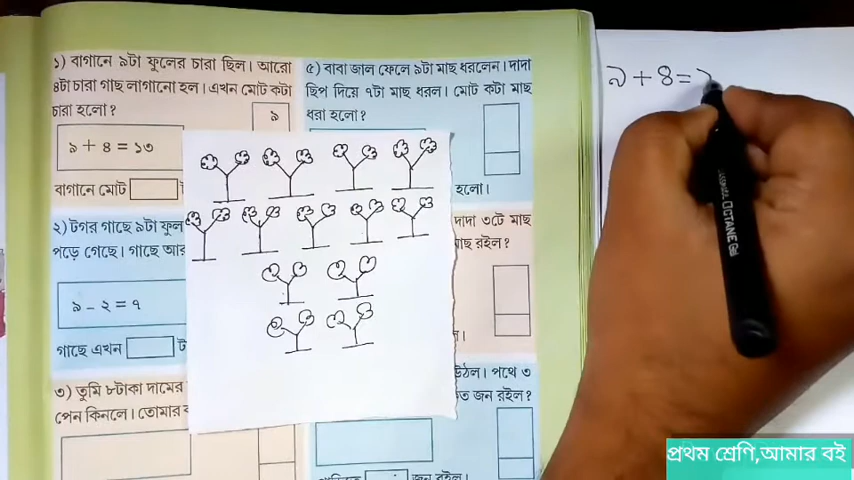 ১) বাগানে ৯টা ফুলের চারা ছিল। আরো
৪টা চারা গাছ লাগানো হল। এখন মোট কটা
চারা হলো?
৯
৯ + ৪ = ১৩
বাগানে মোট
২) টগর গাছে ৯টা ফুল
পড়ে গেছে। গাছে আর
৯ - ২ = ৭
গাছে এখন
৩) তুমি ৮টাকা দামের
পেন কিনলে। তোমার
৫) বাবা জাল ফেলে ৯টা মাছ ধরলেন। দাদা
ছিপ দিয়ে ৭টা মাছ ধরল। মোট কটা মাছ
ধরা হলো?
হলো।
দাদা ৩টে মাছ
মাছ রইল?
উঠল। পথে ৩
জন রইল?
জন রইল।
৯ + ৪ = ১
প্রথম শ্রেণি,আমার বই